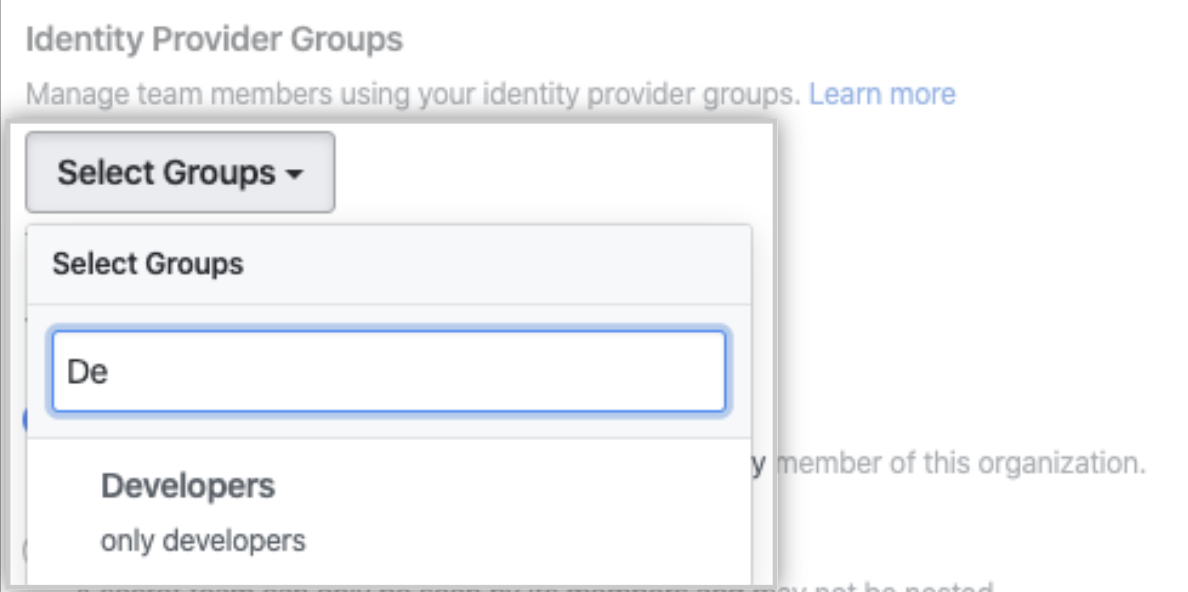 Identity Provider Groups
Manage team members using your identity provider groups. Learn more
Select Groups
Select Groups
De
y member of this organization.
Developers
only developers